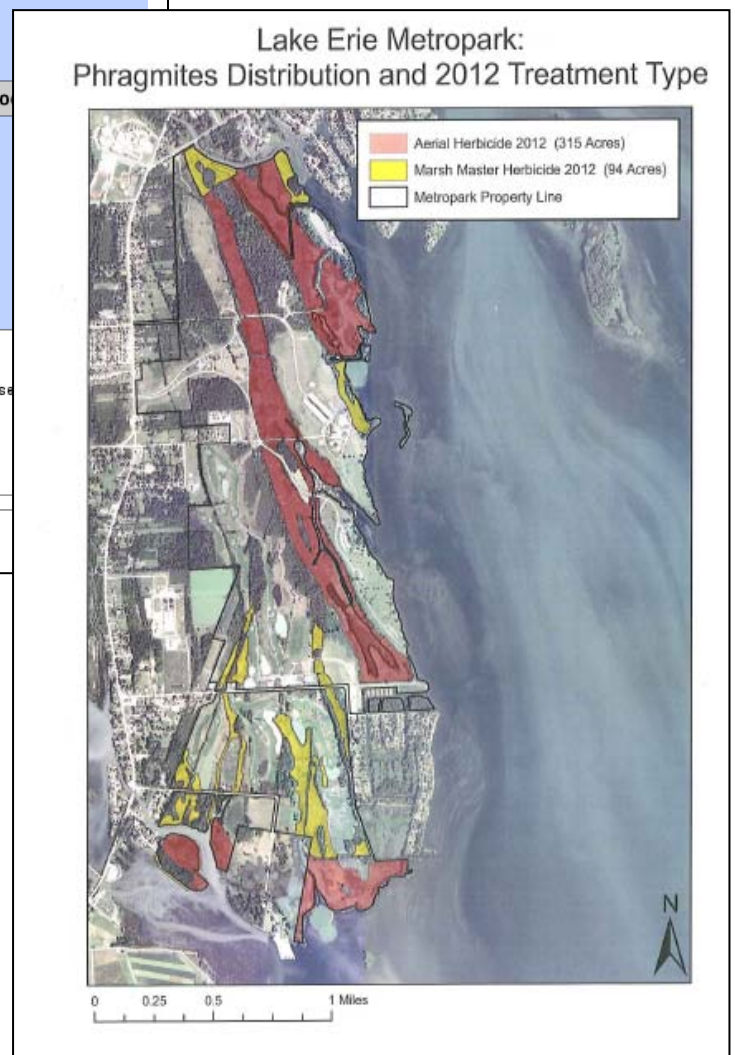 Lake Erie Metropark:
Phragmites Distribution and 2012 Treatment Type
Aerial Herbicide 2012 (315 Acres)
Marsh Master Herbicide 2012 (94 Acres)
Metropark Property Line
N
0 0.25 0.5 1 Miles